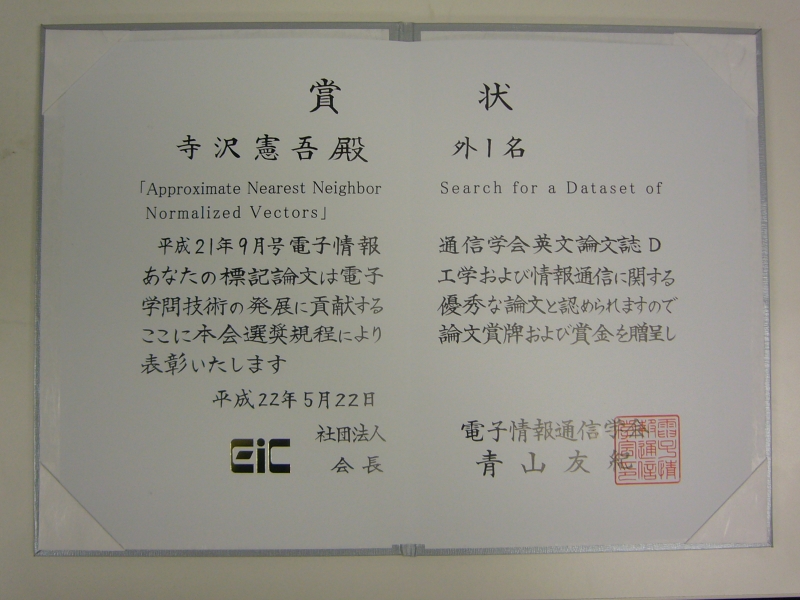 賞状
寺沢憲吾殿 外1名
「Approximate Nearest Neighbor Search for a Dataset of
Normalized Vectors」
平成21年9月号電子情報通信学会英文論文誌D
あなたの標記論文は電子工学および情報通信に関する
学問技術の発展に貢献する優秀な論文と認められますので
ここに本会選奨規程により論文賞牌および賞金を贈呈し
表彰いたします
平成22年5月22日
EiC 社団法人 電子情報通信学会
会長 青山友紀